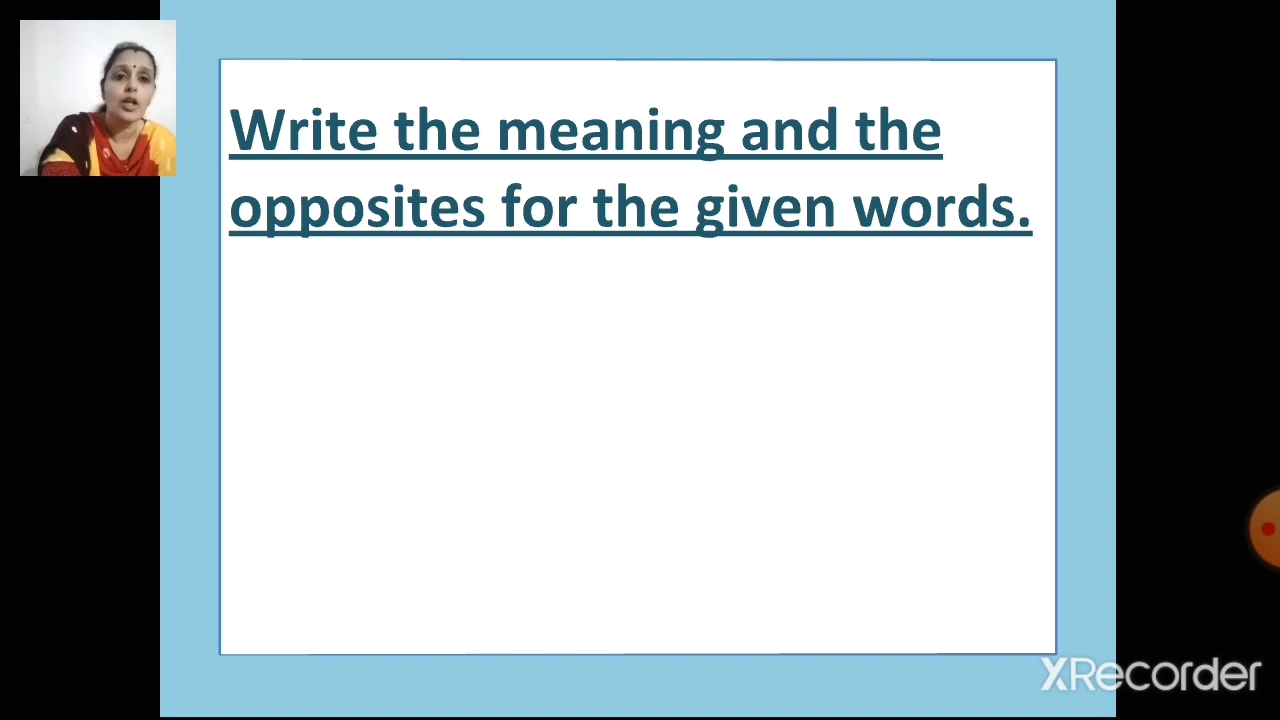 Write the meaning and the
opposites for the given words.
XRecorder